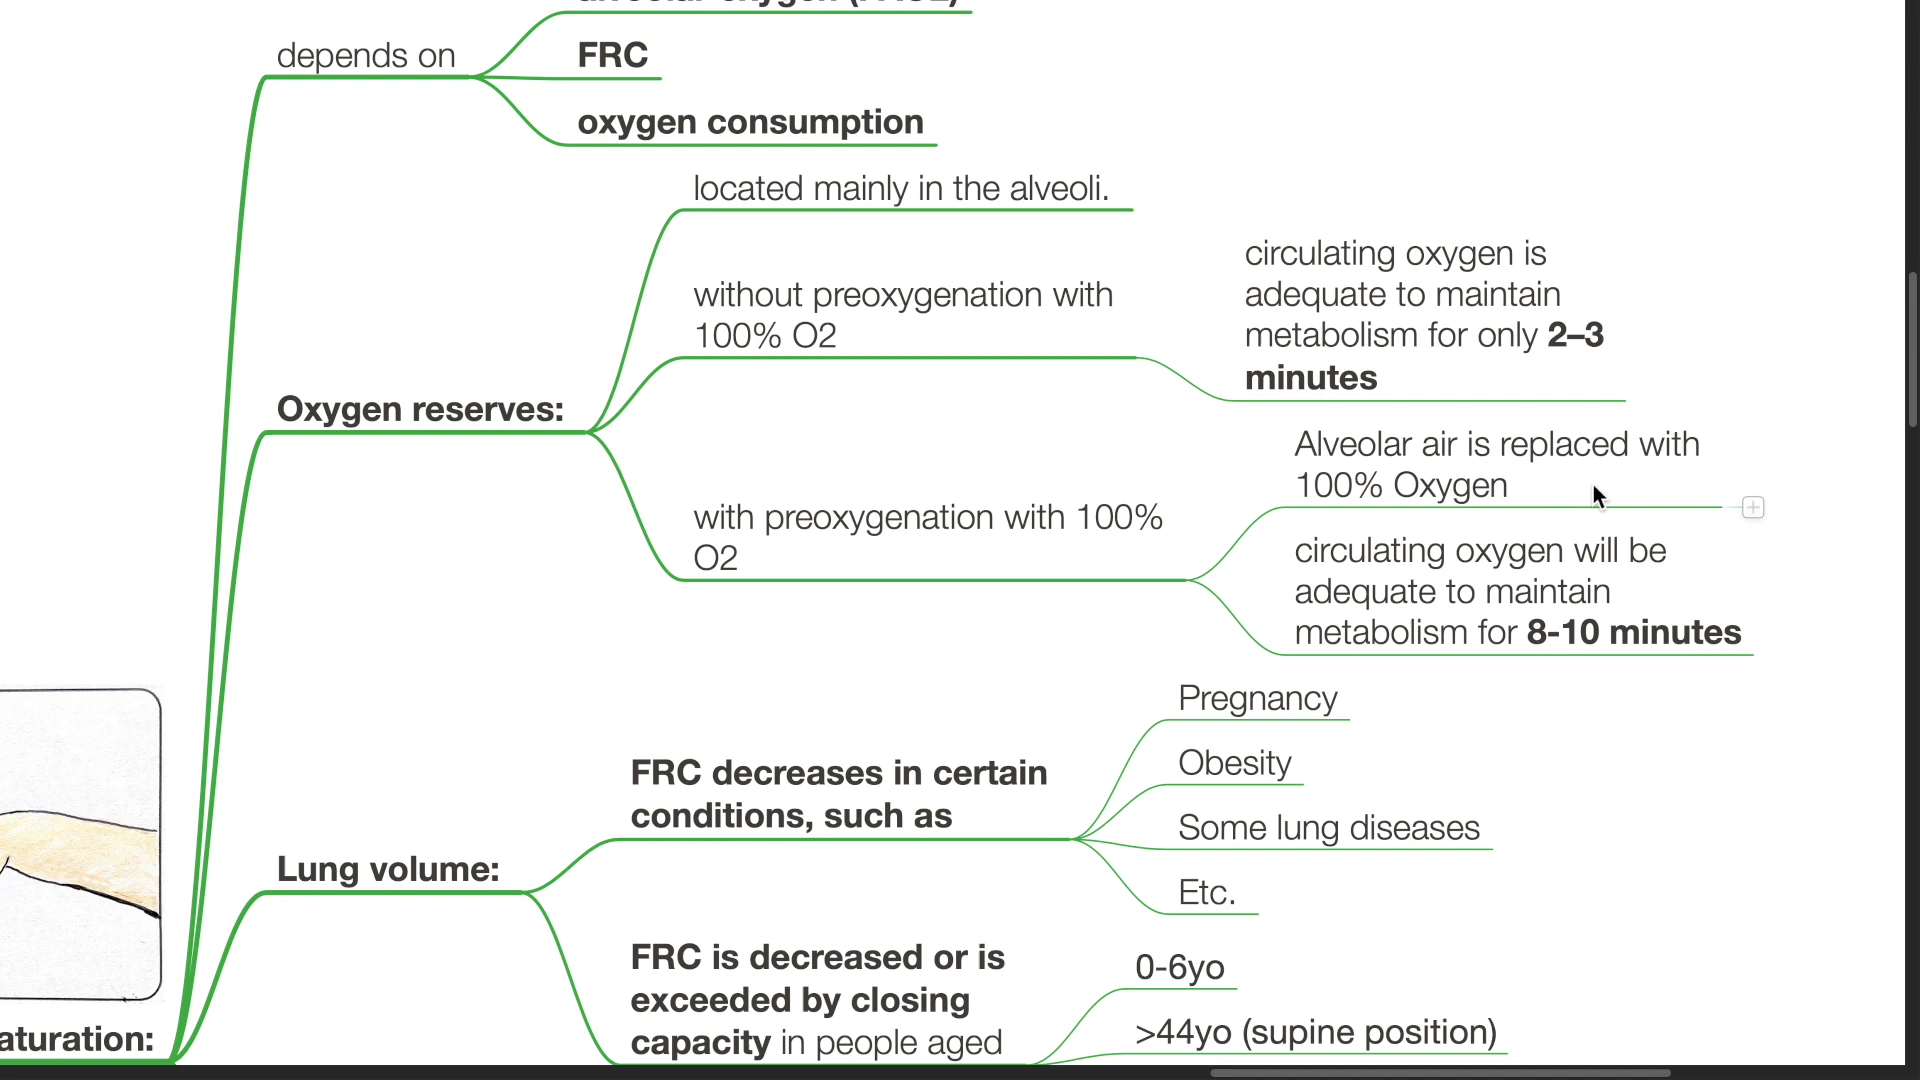 depends on
FRC
oxygen consumption
located mainly in the alveoli.
without preoxygenation with
100% O2
circulating oxygen is
adequate to maintain
metabolism for only 2–3
minutes
Oxygen reserves:
with preoxygenation with 100%
O2
Alveolar air is replaced with
100% Oxygen
circulating oxygen will be
adequate to maintain
metabolism for 8-10 minutes
Lung volume:
FRC decreases in certain
conditions, such as
Pregnancy
Obesity
Some lung diseases
Etc.
FRC is decreased or is
exceeded by closing
capacity in people aged
0-6yo
>44yo (supine position)
aturation: